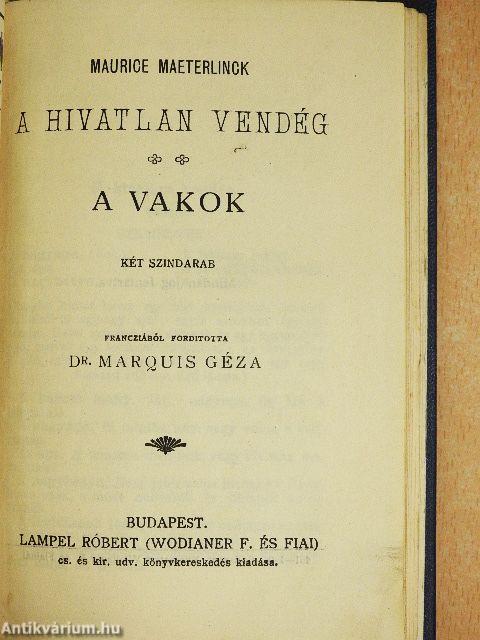 MAURICE MAETERLINCK
A HIVATLAN VENDÉG
A VAKOK
KÉT SZINDARAB
FRANCZIÁBÓL FORDITOTTA
DR. MARQUIS GÉZA
BUDAPEST.
LAMPEL RÓBERT (WODIANER F. ÉS FIAI)
cs. és kir. udv. könyvkereskedés kiadása.
Antikvárium.hu